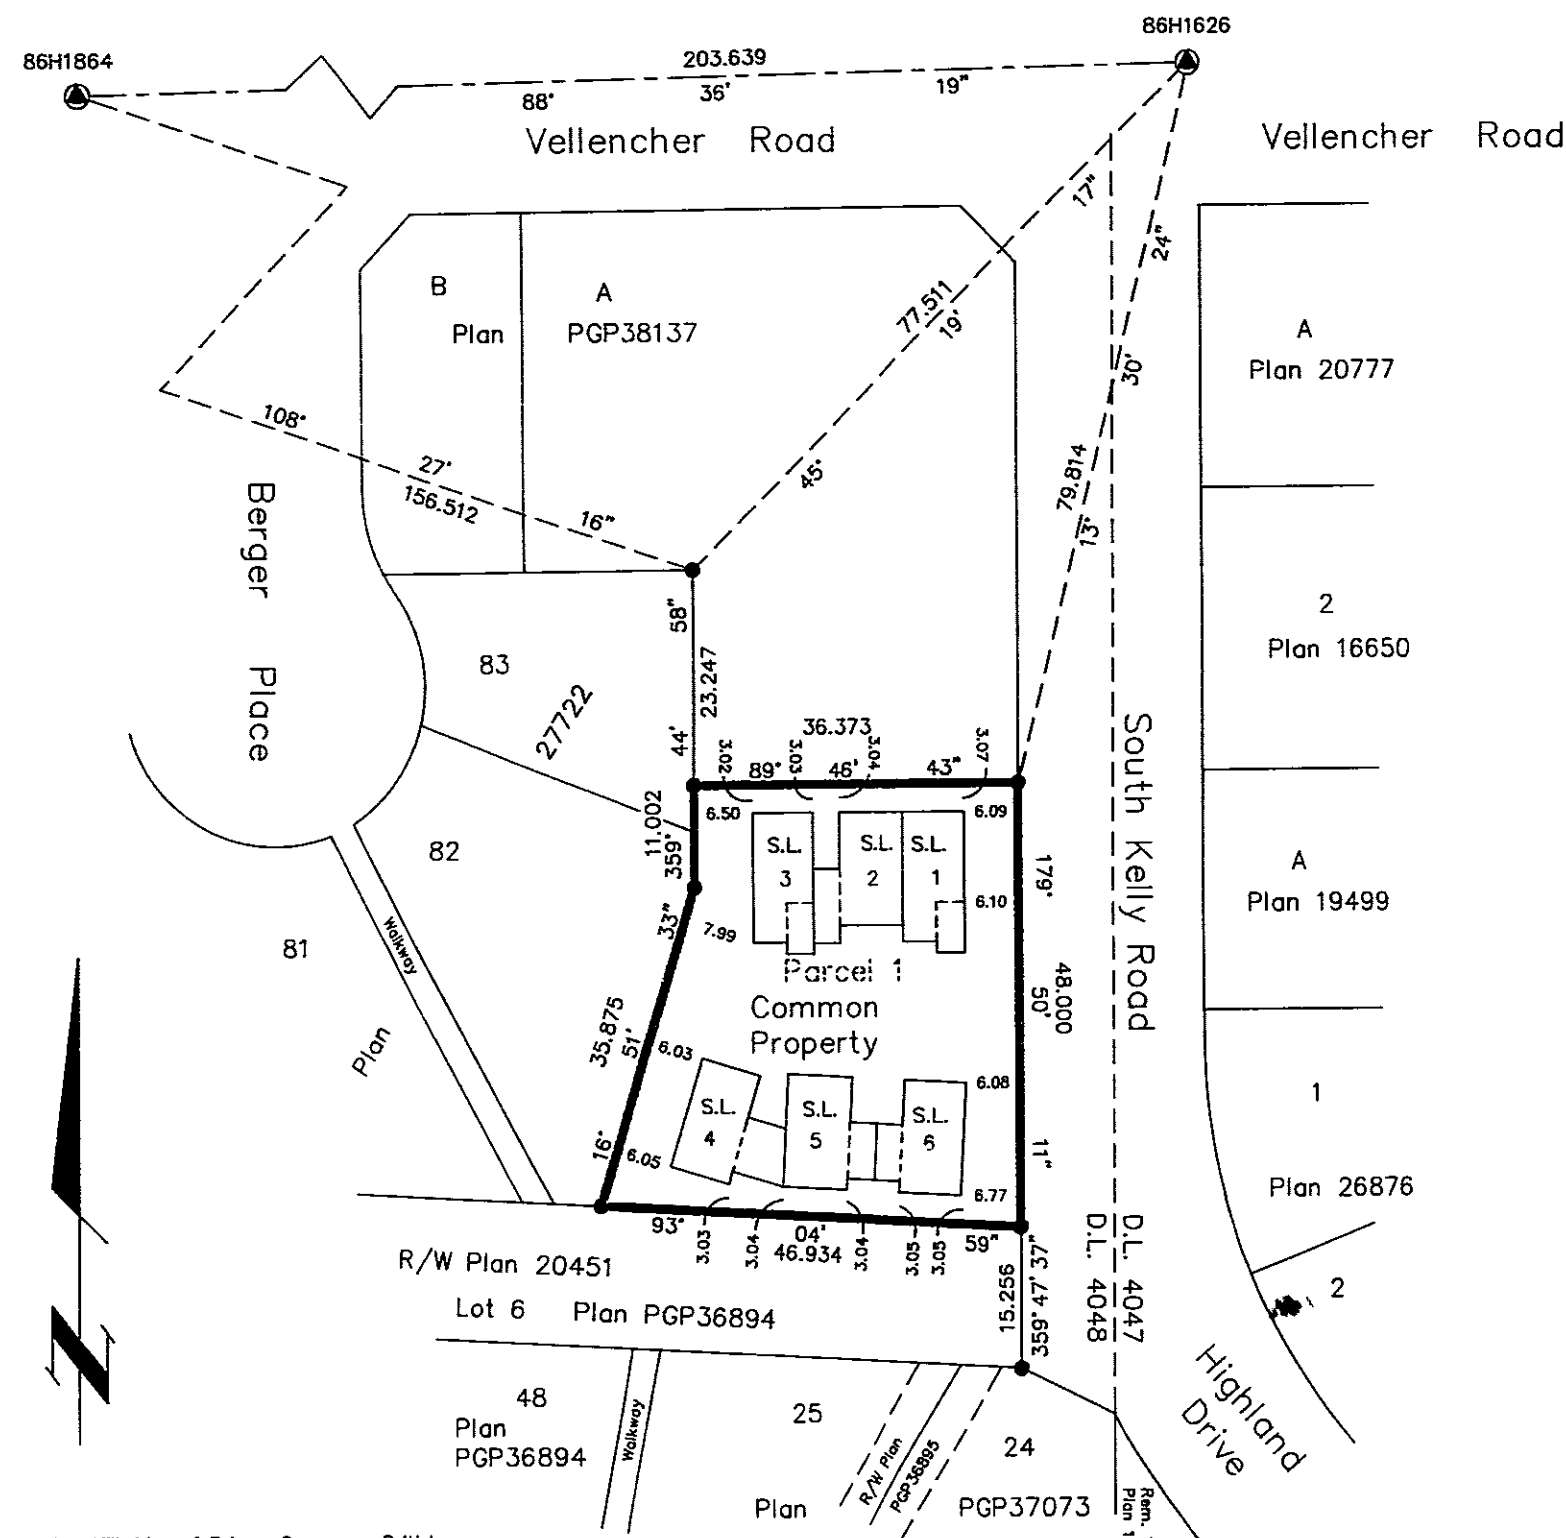 86H1864
86H1626
203.639
88° 36' 19"
Vellencher Road
Vellencher Road
17"
24"
B
A
Plan PGP38137
77.511
19'
45°
30'
79.814
13°
A
Plan 20777
108°
27'
156.512
16"
Berger Place
58"
23.247
44'
83
27722
2
Plan 16650
36.373
3.02
3.03
3.04
3.07
89° 46' 43"
11.002
359°
6.50
6.09
82
S.L.
3
S.L.
2
S.L.
1
179°
South Kelly Road
A
Plan 19499
6.10
33"
7.99
81
Walkway
Parcel 1
Common
Property
48.000
50'
35.875
51'
Plan
6.03
6.08
S.L.
4
S.L.
5
S.L.
6
1
11"
16°
6.05
6.77
Plan 26876
93° 04' 59"
46.934
3.03
3.04
3.04
3.05
3.05
R/W Plan 20451
Lot 6 Plan PGP36894
15.256
359° 47' 37"
D.L. 4047
D.L. 4048
2
Highland
Drive
N
48
Plan
PGP36894
Walkway
25
R/W Plan
PGP36895
24
Plan PGP37073
Rem.
Plan 1